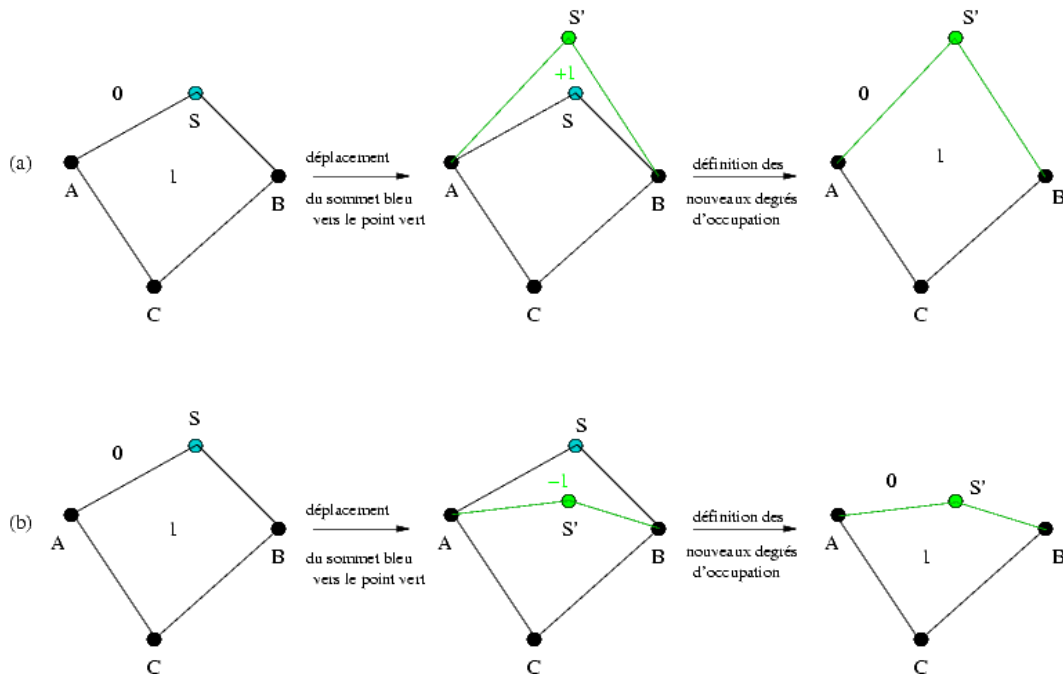 S'
0
S
+1
S
A
1
B
déplacement
du sommet bleu
vers le point vert
A
B
définition des
nouveaux degrés
d'occupation
S'
0
1
A
B
(a)
C
C
C
S
0
A
1
B
déplacement
du sommet bleu
vers le point vert
S
−1
A
S'
B
définition des
nouveaux degrés
d'occupation
0
S'
A
1
B
(b)
C
C
C